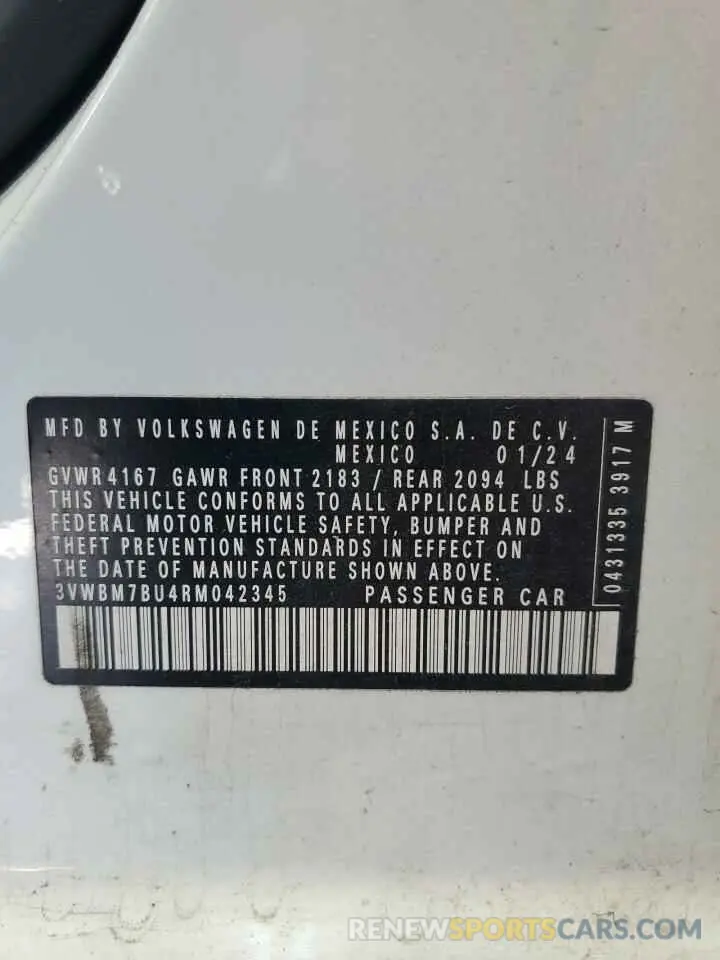 MFD BY VOLKSWAGEN DE MEXICO S.A. DE C.V.
MEXICO 01/24
GVWR 4167 GAWR FRONT 2183 / REAR 2094 LBS
THIS VEHICLE CONFORMS TO ALL APPLICABLE U.S.
FEDERAL MOTOR VEHICLE SAFETY, BUMPER AND
THEFT PREVENTION STANDARDS IN EFFECT ON
THE DATE OF MANUFACTURE SHOWN ABOVE.
3VWBM7BU4RM042345 PASSENGER CAR
0431335 3917 M
RENEWSPORTSCAR.COM